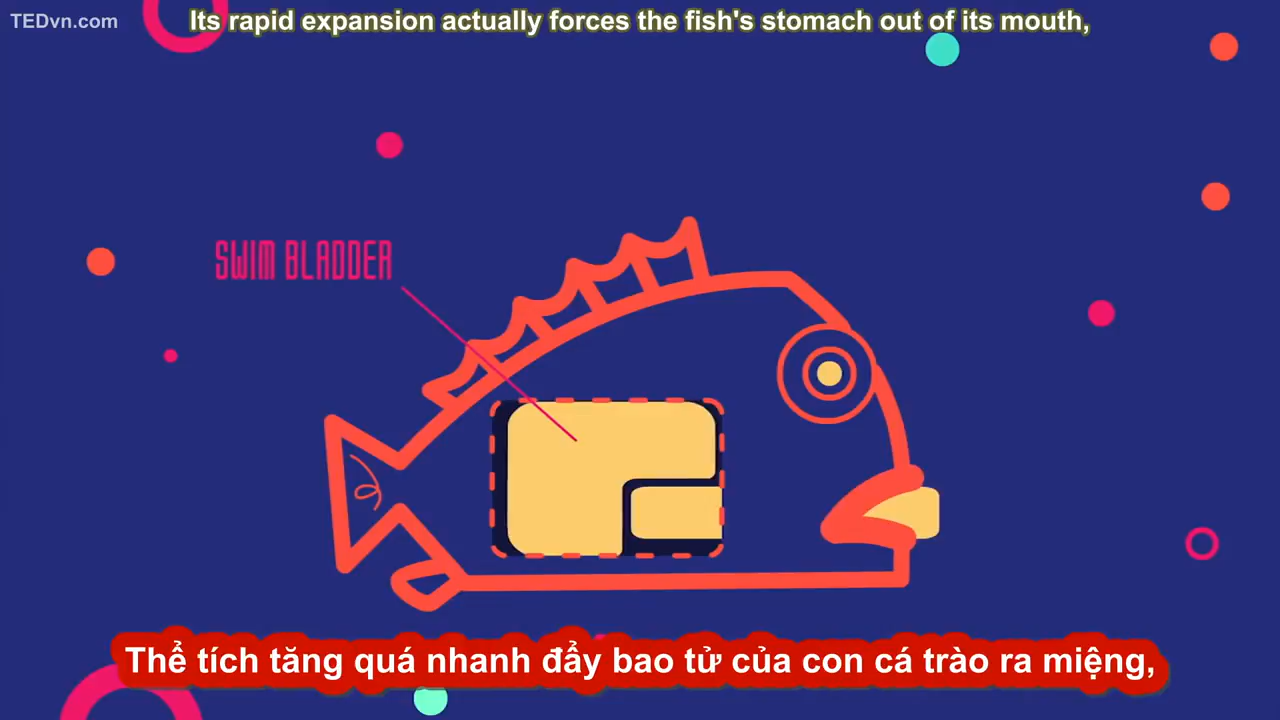 TEDvn.com
Its rapid expansion actually forces the fish's stomach out of its mouth,
SWIM BLADDER
Thể tích tăng quá nhanh đẩy bao tử của con cá trào ra miệng,